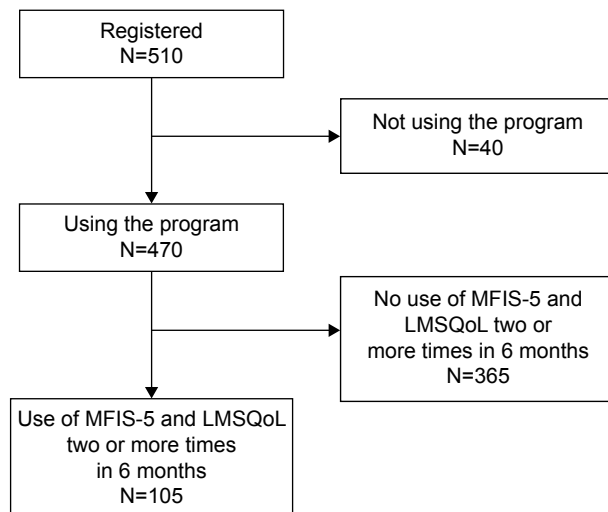 Registered
N=510
Not using the program
N=40
Using the program
N=470
No use of MFIS-5 and
LMSQoL two or
more times in 6 months
N=365
Use of MFIS-5 and LMSQoL
two or more times
in 6 months
N=105